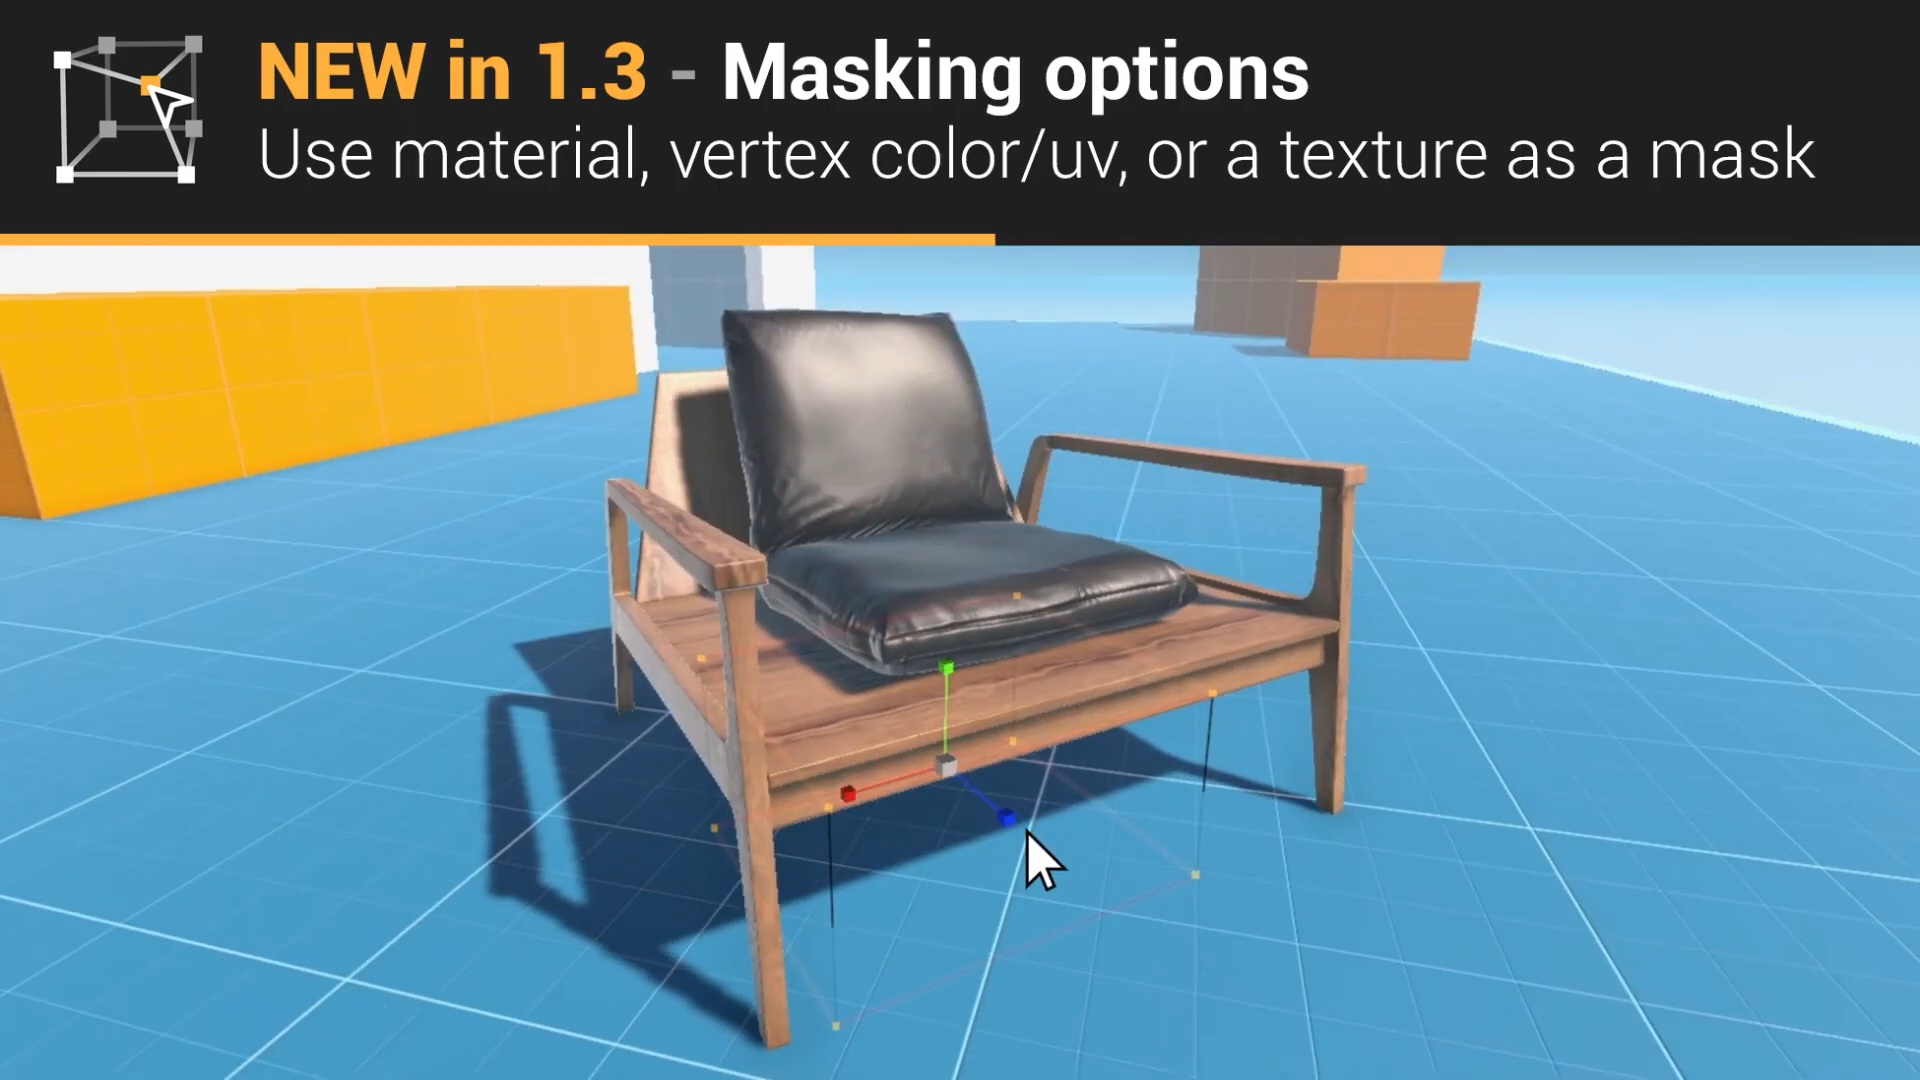 NEW in 1.3 - Masking options
Use material, vertex color/uv, or a texture as a mask